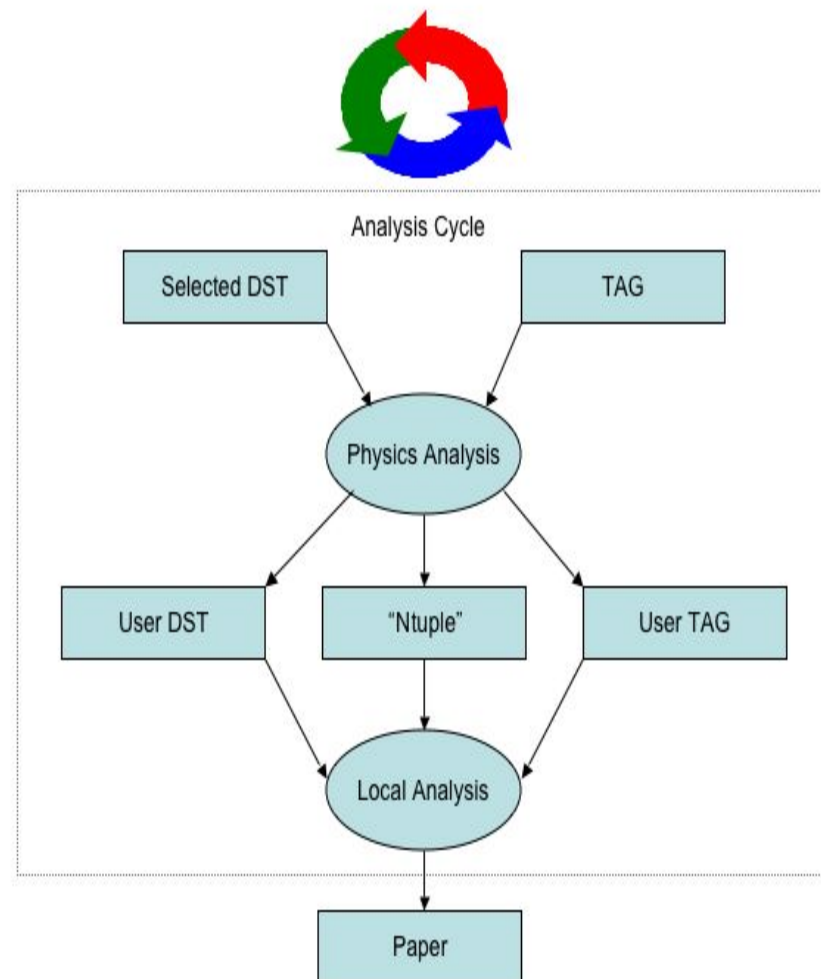 Analysis Cycle
Selected DST
TAG
Physics Analysis
User DST
“Ntuple”
User TAG
Local Analysis
Paper